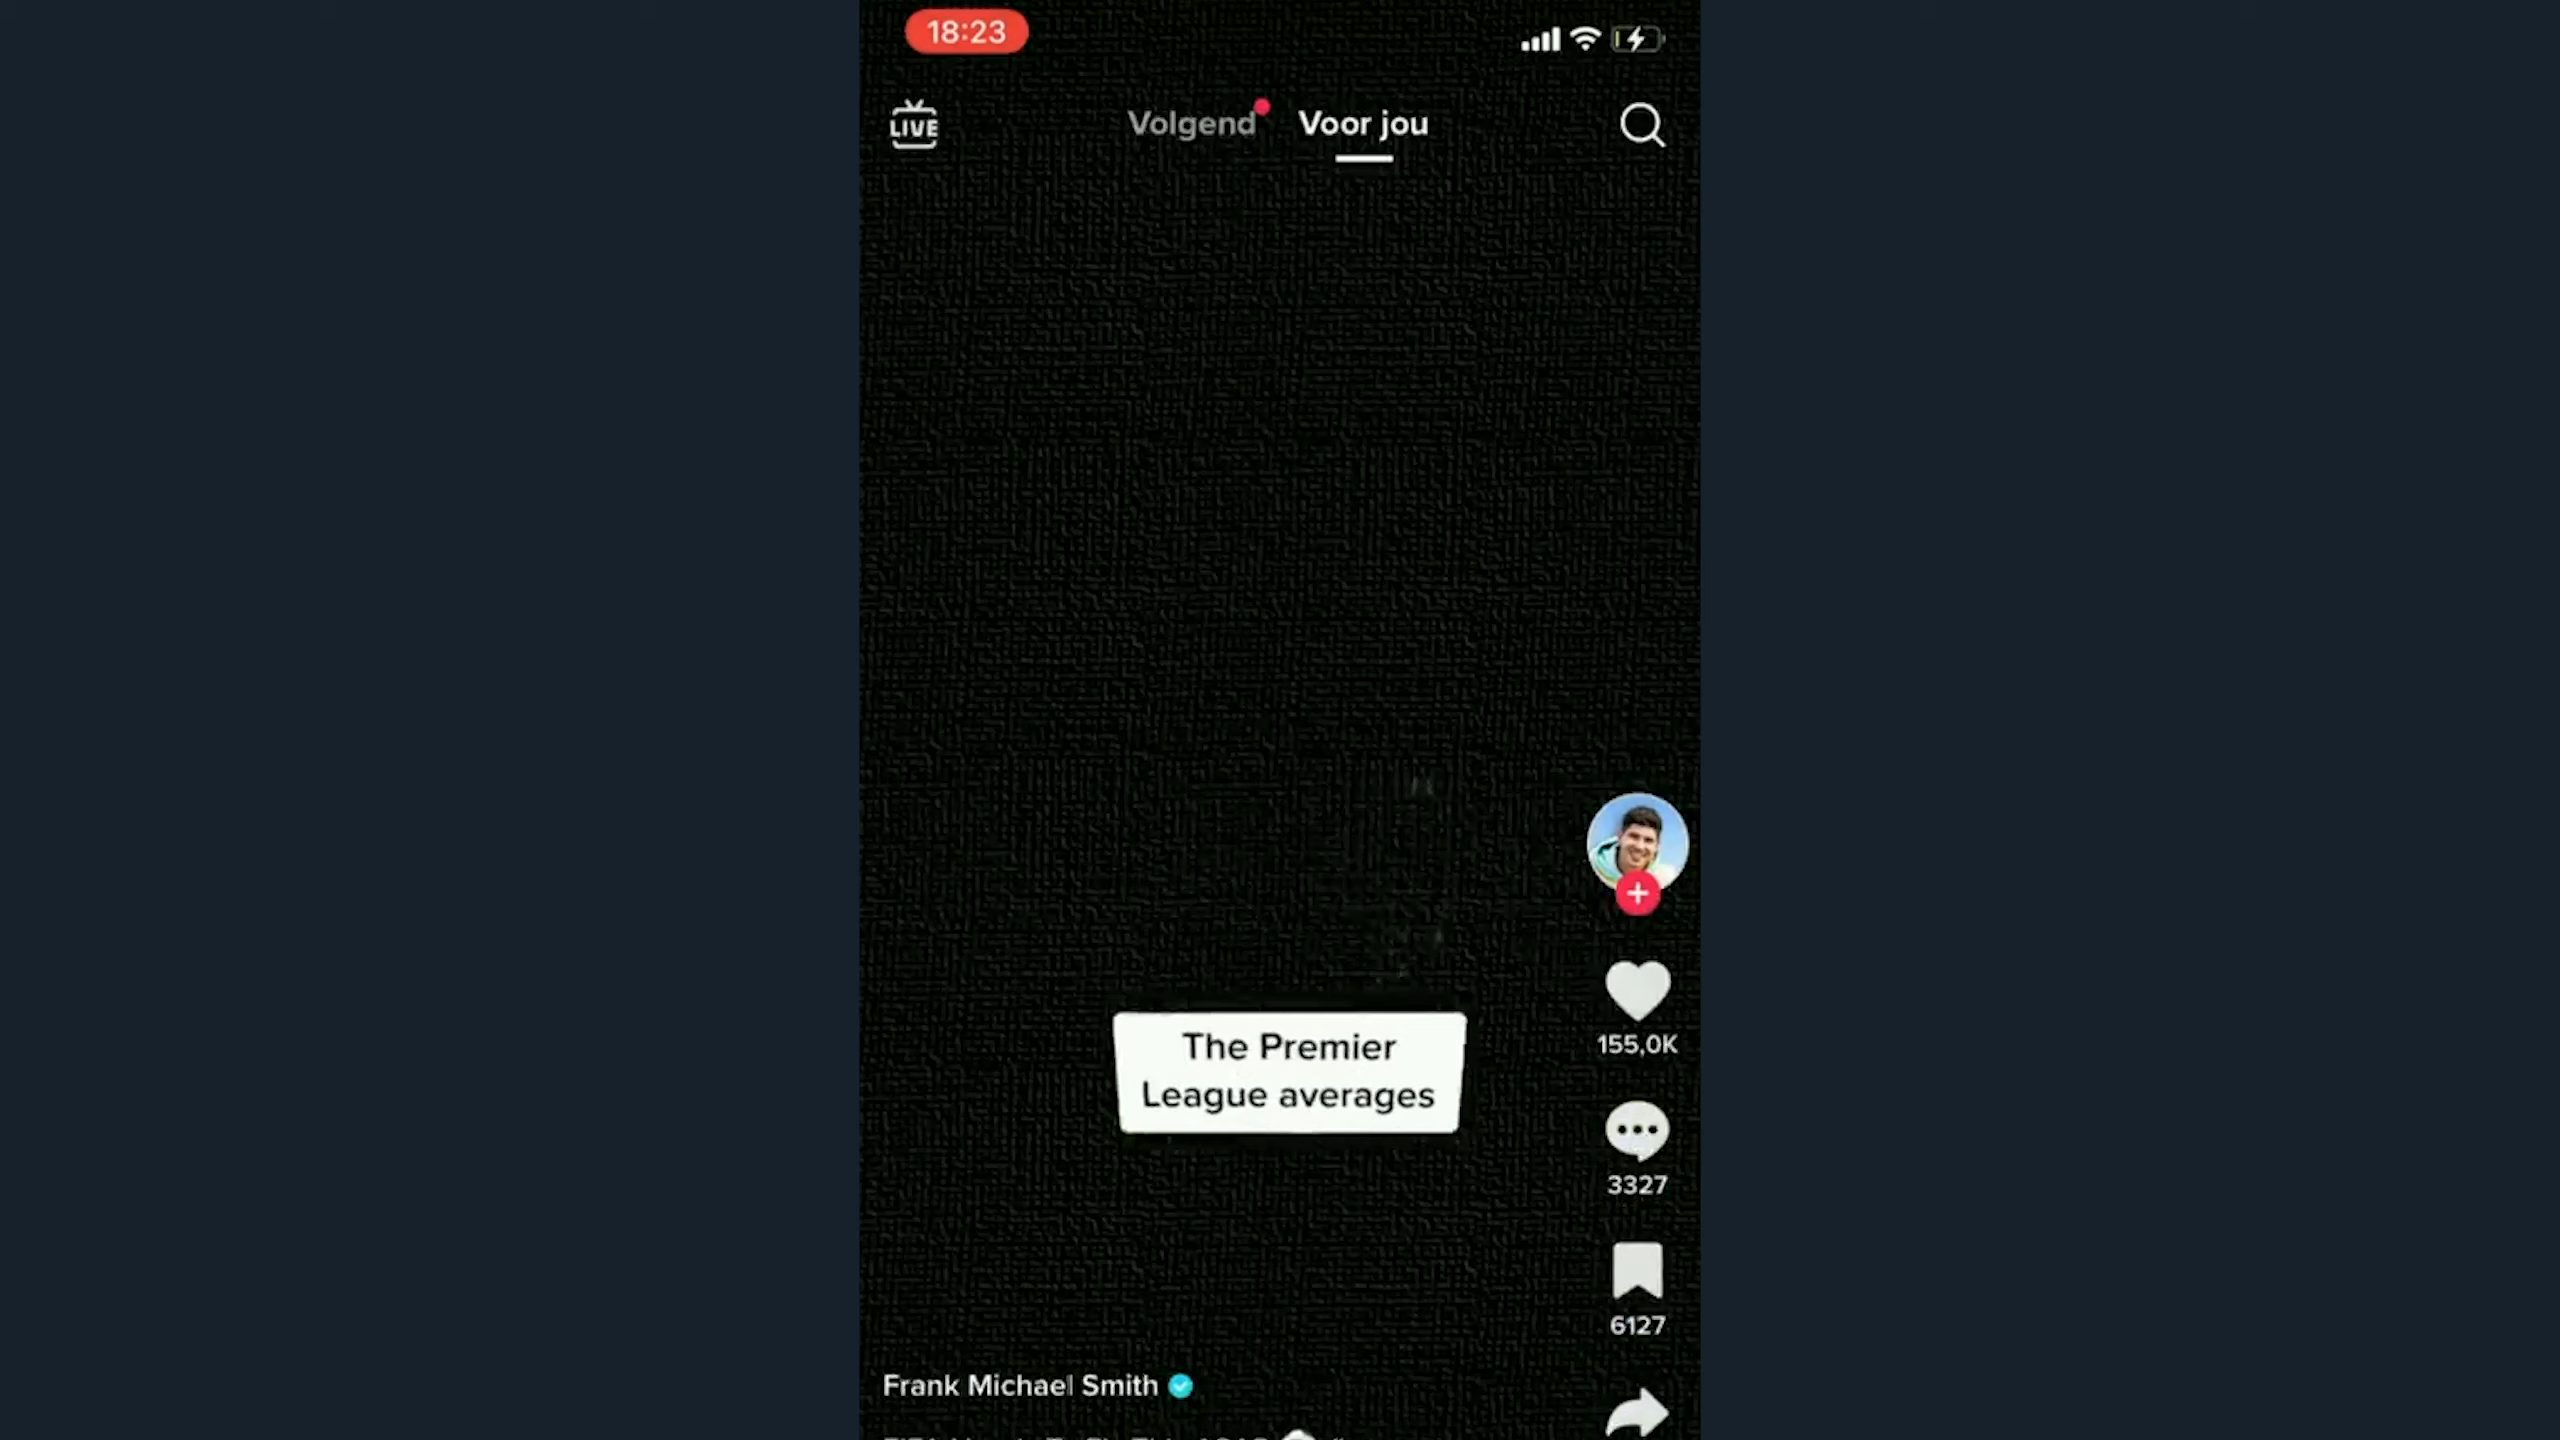 18:23
LIVE
Volgend
Voor jou
The Premier
League averages
155,0K
3327
6127
Frank Michael Smith